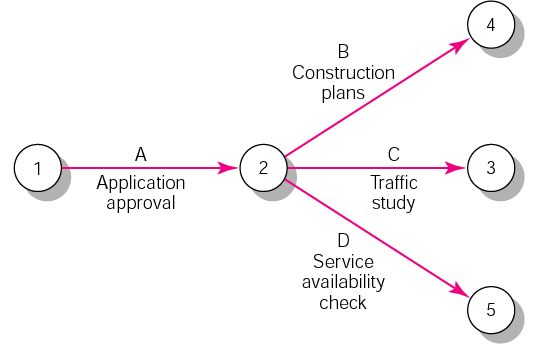 4
B
Construction
plans
1
A
Application
approval
2
C
Traffic
study
3
D
Service
availability
check
5